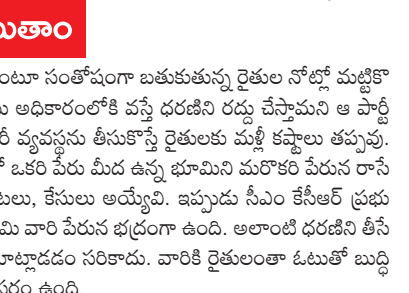 యితాం
ంటూ సంతోషంగా బతుకుతున్న రైతుల నోట్లో మట్టికొ
అధికారంలోకి వస్తే ధరణిని రద్దు చేస్తామని ఆ పార్టీ
రీ వ్యవస్థను తీసుకొస్తే రైతులకు మళ్లీ కష్టాలు తప్పవు.
ఒకరి పేరు మీద ఉన్న భూమిని మరొకరి పేరున రాసే
టలు, కేసులు అయ్యేవి. ఇప్పుడు సీఎం కేసీఆర్ ప్రభు
మి వారి పేరున భద్రంగా ఉంది. అలాంటి ధరణిని తీసే
మాట్లాడడం సరికాదు. వారికి రైతులంతా ఓటుతో బుద్ధి
సరం ఉంది.